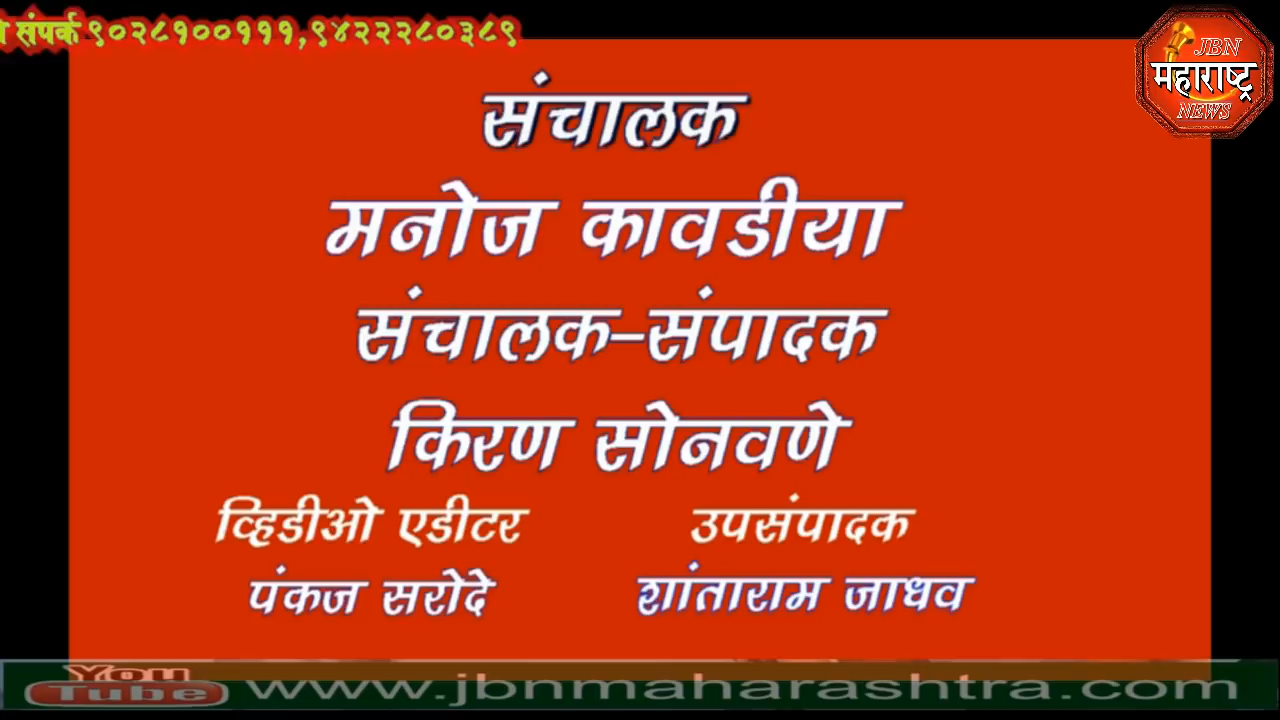 संपर्क ९०२८१००१११,९४२२२८०३८९
JBN
महाराष्ट्र
NEWS
संचालक
मनोज कावडीया
संचालक-संपादक
किरण सोनवणे
व्हिडीओ एडीटर उपसंपादक
पंकज सरोदे शांताराम जाधव
You
Tube www.jbnmaharashtra.com